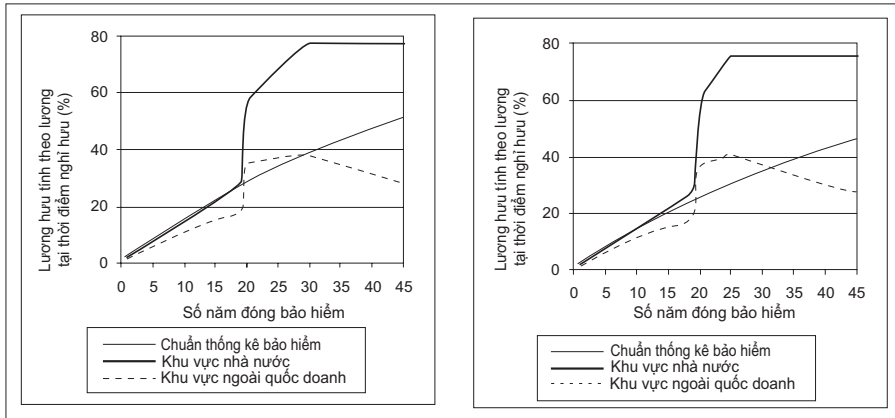 Lương hưu tính theo lương
tại thời điểm nghỉ hưu (%)
80
60
40
20
0
0 5 10 15 20 25 30 35 40 45
Số năm đóng bảo hiểm
Chuẩn thống kê bảo hiểm
Khu vực nhà nước
Khu vực ngoài quốc doanh
Lương hưu tính theo lương
tại thời điểm nghỉ hưu (%)
80
60
40
20
0
0 5 10 15 20 25 30 35 40 45
Số năm đóng bảo hiểm
Chuẩn thống kê bảo hiểm
Khu vực nhà nước
Khu vực ngoài quốc doanh